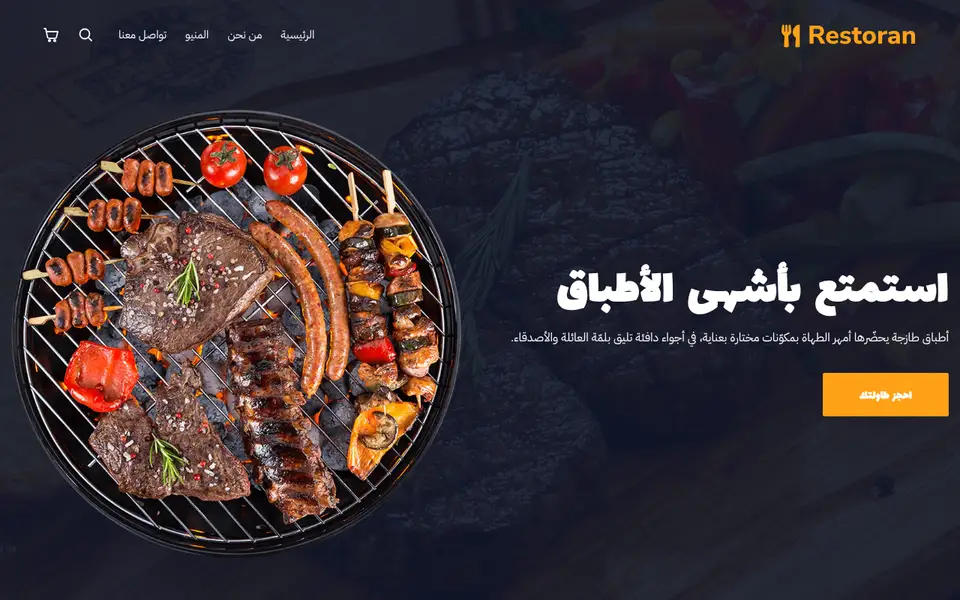 Restoran
الرئيسية
من نحن
المنيو
تواصل معنا
استمتع بأشهى الأطباق
أطباق طازجة يحضّرها أمهر الطهاة بمكوّنات مختارة بعناية، في أجواء دافئة تليق بلمّة العائلة والأصدقاء.
احجز طاولتك